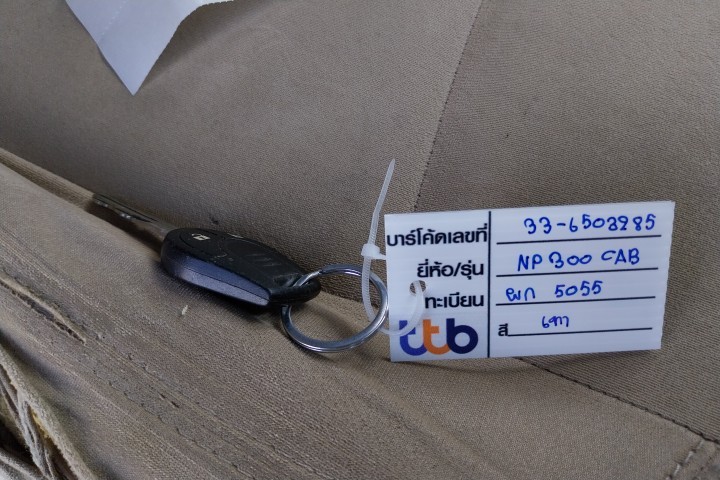 บาร์โค้ดเลขที่ 33-6503285
ยี่ห้อ/รุ่น NP300 CAB
ทะเบียน ผก 5055
สี เทา
ttb